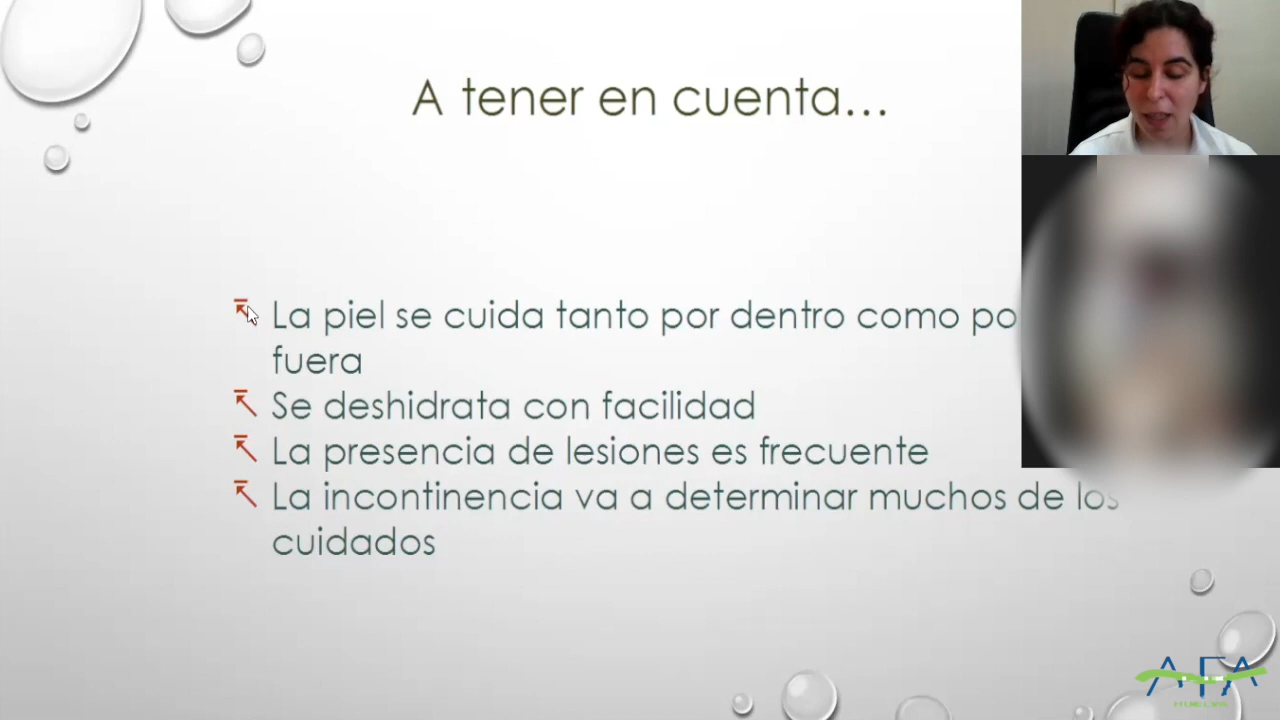 A tener en cuenta...
La piel se cuida tanto por dentro como po
fuera
Se deshidrata con facilidad
La presencia de lesiones es frecuente
La incontinencia va a determinar muchos de los
cuidados
AFA
HUELVA